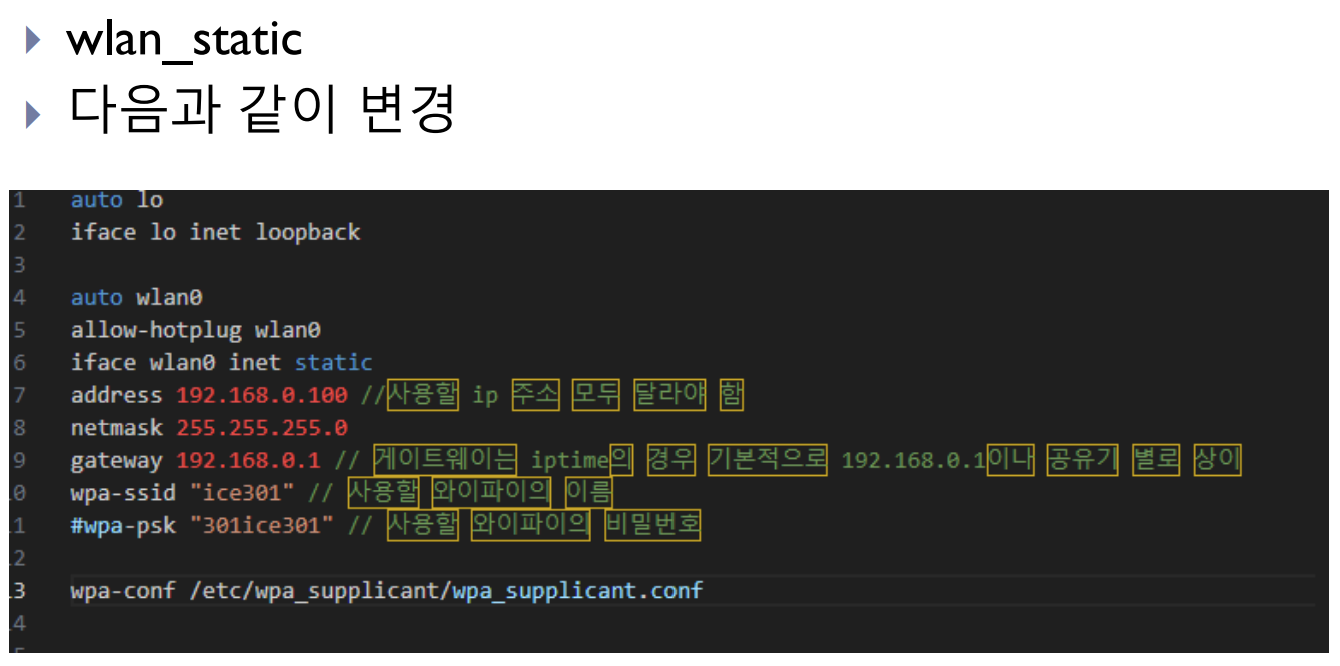 wlan_static
다음과 같이 변경
1 auto lo
2 iface lo inet loopback
3
4 auto wlan0
5 allow-hotplug wlan0
6 iface wlan0 inet static
7 address 192.168.0.100 //사용할 ip 주소 모두 달라야 함
8 netmask 255.255.255.0
9 gateway 192.168.0.1 // 게이트웨이는 iptime의 경우 기본적으로 192.168.0.1이나 공유기 별로 상이
0 wpa-ssid "ice301" // 사용할 와이파이의 이름
1 #wpa-psk "301ice301" // 사용할 와이파이의 비밀번호
2
3 wpa-conf /etc/wpa_supplicant/wpa_supplicant.conf
4